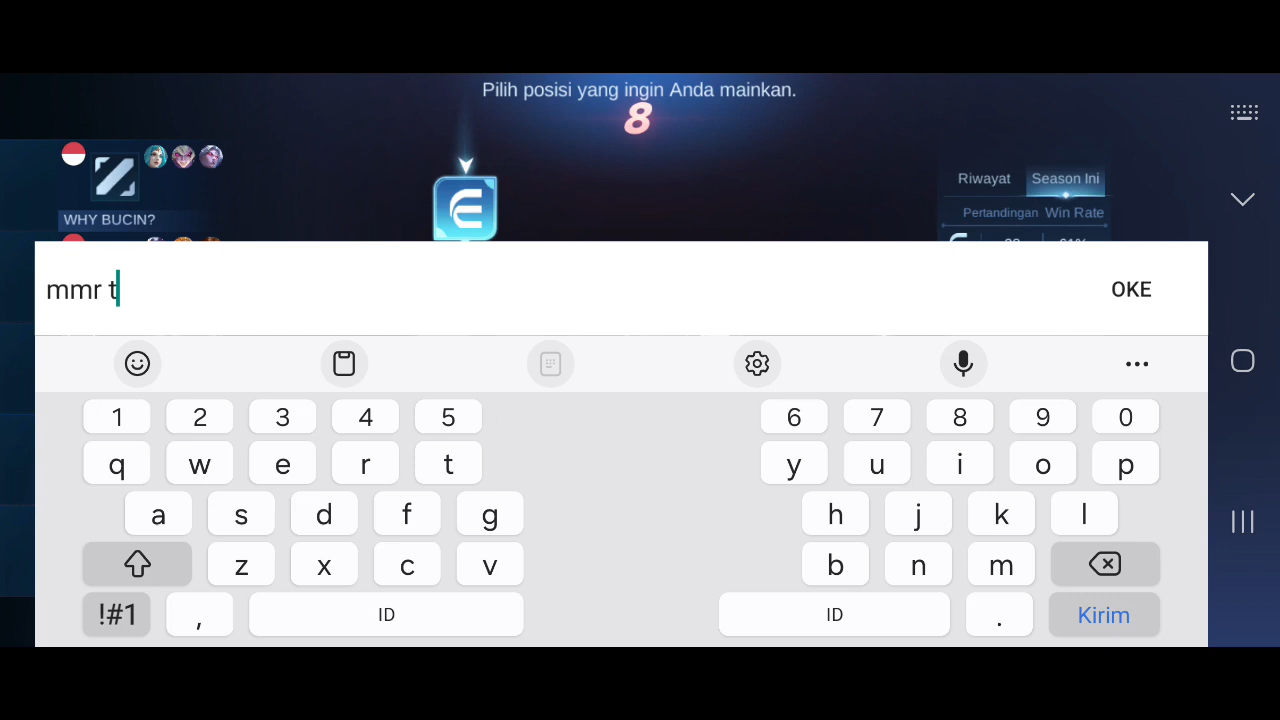 Pilih posisi yang ingin Anda mainkan.
8
Riwayat Season Ini
WHY BUCIN?
Pertandingan Win Rate
mmr t
OKE
1 2 3 4 5 6 7 8 9 0
q w e r t y u i o p
a s d f g h j k l
z x c v b n m
!#1 , ID ID . Kirim